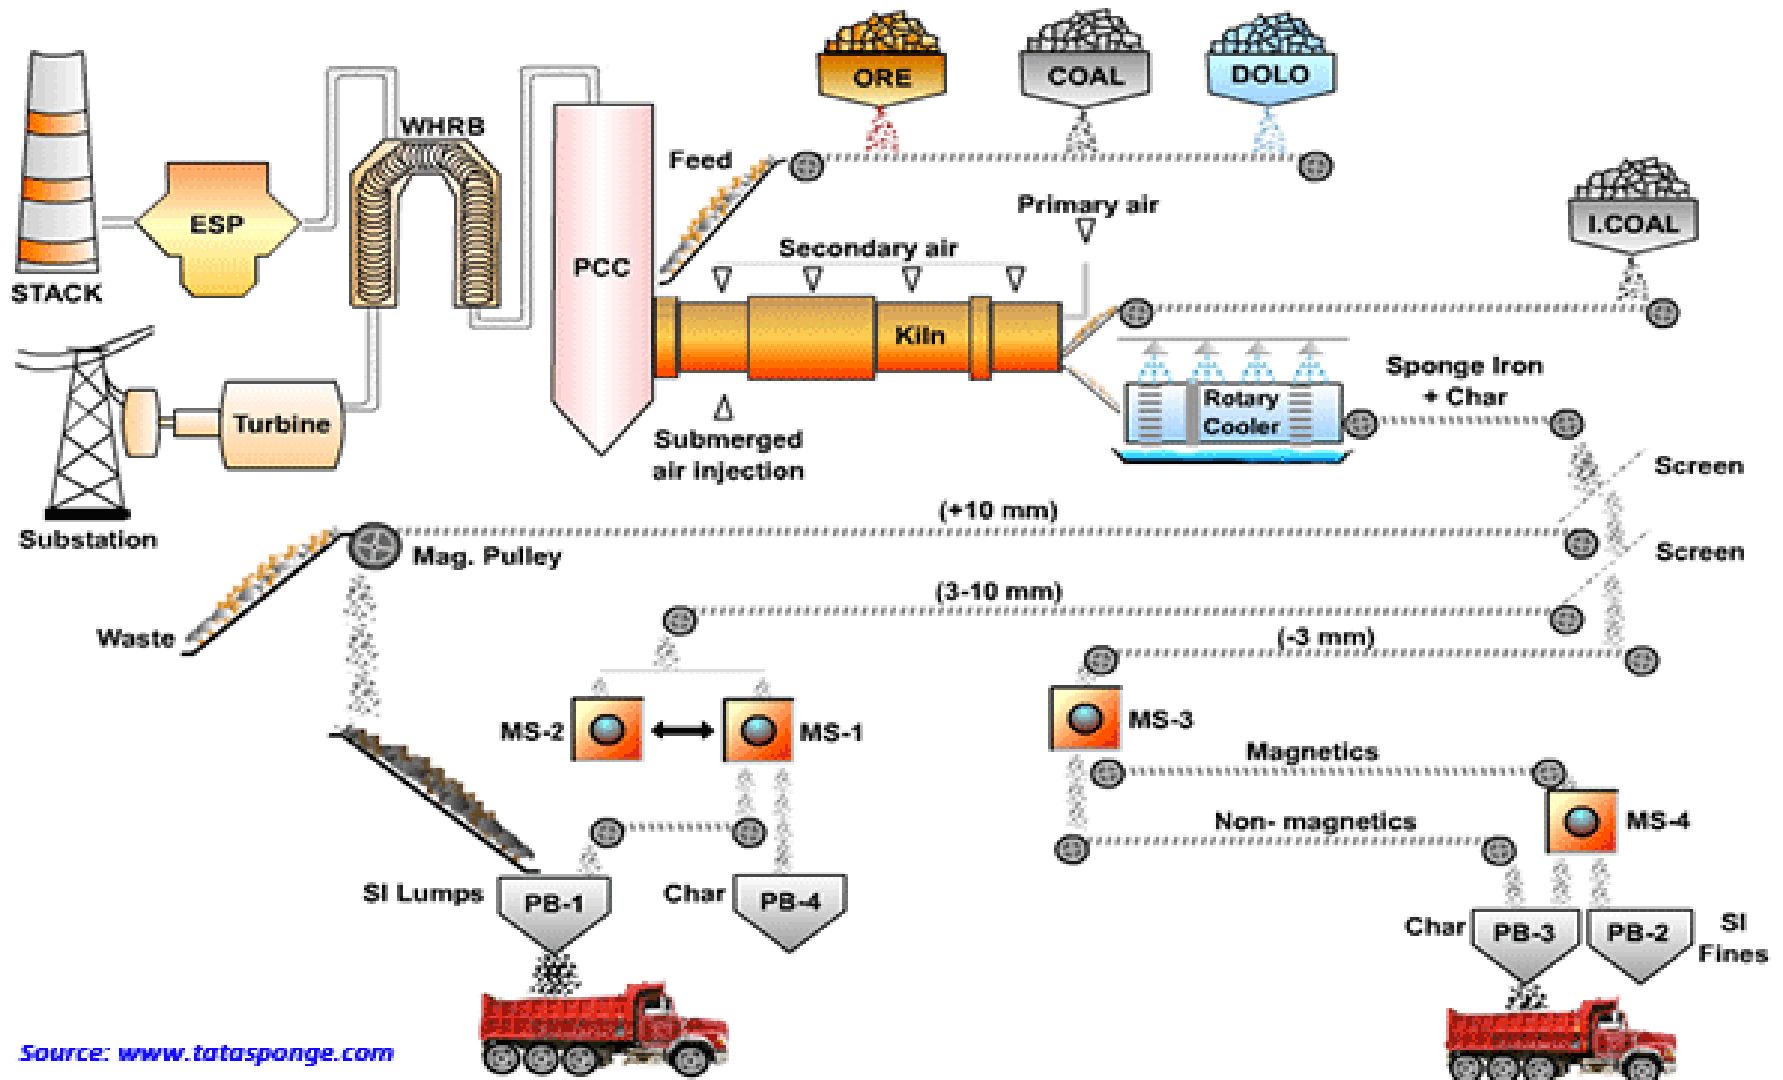 ORE
COAL
DOLO
WHRB
Feed
I.COAL
Primary air
ESP
Secondary air
PCC
STACK
Kiln
Sponge Iron
+ Char
Rotary
Cooler
Turbine
Submerged
air injection
Screen
(+10 mm)
Substation
Mag. Pulley
Screen
(3-10 mm)
Waste
(-3 mm)
MS-2
MS-1
MS-3
Magnetics
Non- magnetics
MS-4
SI Lumps
PB-1
Char
PB-4
Char
PB-3
PB-2
SI
Fines
Source: www.tatasponge.com